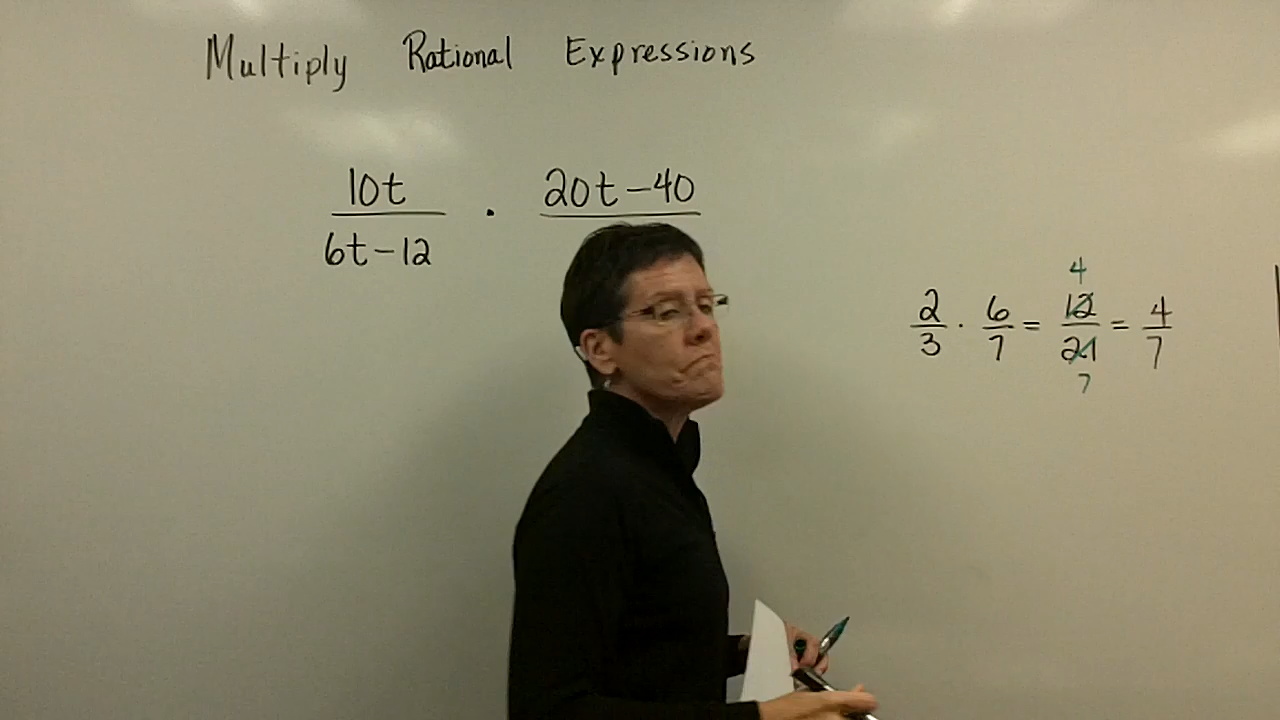 Multiply Rational Expressions
10t / 6t - 12 · 20t - 40
2/3 · 6/7 = 12/21 = 4/7
4
7